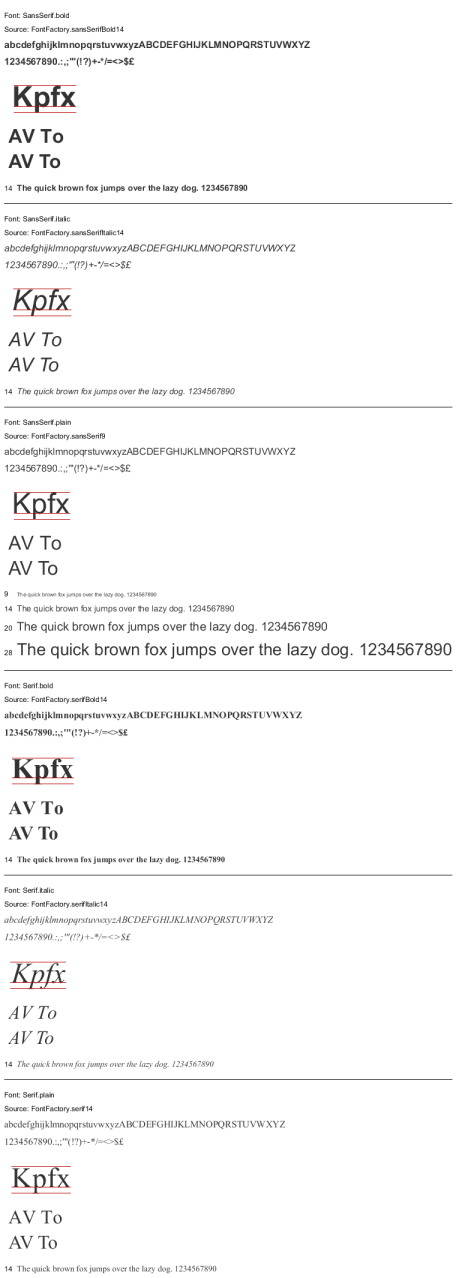 Font: SansSerif.bold
Source: FontFactory.sansSerifBold14
abcdefghijklmnopqrstuvwxyzABCDEFGHIJKLMNOPQRSTUVWXYZ
1234567890.:,;'"(!?)+-*/=<>$£
Kpfx
AV To
AV To
14 The quick brown fox jumps over the lazy dog. 1234567890
Font: SansSerif.italic
Source: FontFactory.sansSerifItalic14
abcdefghijklmnopqrstuvwxyzABCDEFGHIJKLMNOPQRSTUVWXYZ
1234567890.:,;'"(!?)+-*/=<>$£
Kpfx
AV To
AV To
14 The quick brown fox jumps over the lazy dog. 1234567890
Font: SansSerif.plain
Source: FontFactory.sansSerif9
abcdefghijklmnopqrstuvwxyzABCDEFGHIJKLMNOPQRSTUVWXYZ
1234567890.:,;'"(!?)+-*/=<>$£
Kpfx
AV To
AV To
9 The quick brown fox jumps over the lazy dog. 1234567890
14 The quick brown fox jumps over the lazy dog. 1234567890
20 The quick brown fox jumps over the lazy dog. 1234567890
28 The quick brown fox jumps over the lazy dog. 1234567890
Font: Serif.bold
Source: FontFactory.serifBold14
abcdefghijklmnopqrstuvwxyzABCDEFGHIJKLMNOPQRSTUVWXYZ
1234567890.:,;'"(!?)+-*/=<>$£
Kpfx
AV To
AV To
14 The quick brown fox jumps over the lazy dog. 1234567890
Font: Serif.italic
Source: FontFactory.serifItalic14
abcdefghijklmnopqrstuvwxyzABCDEFGHIJKLMNOPQRSTUVWXYZ
1234567890.:,;'"(!?)+-*/=<>$£
Kpfx
AV To
AV To
14 The quick brown fox jumps over the lazy dog. 1234567890
Font: Serif.plain
Source: FontFactory.serif14
abcdefghijklmnopqrstuvwxyzABCDEFGHIJKLMNOPQRSTUVWXYZ
1234567890.:,;'"(!?)+-*/=<>$£
Kpfx
AV To
AV To
14 The quick brown fox jumps over the lazy dog. 1234567890